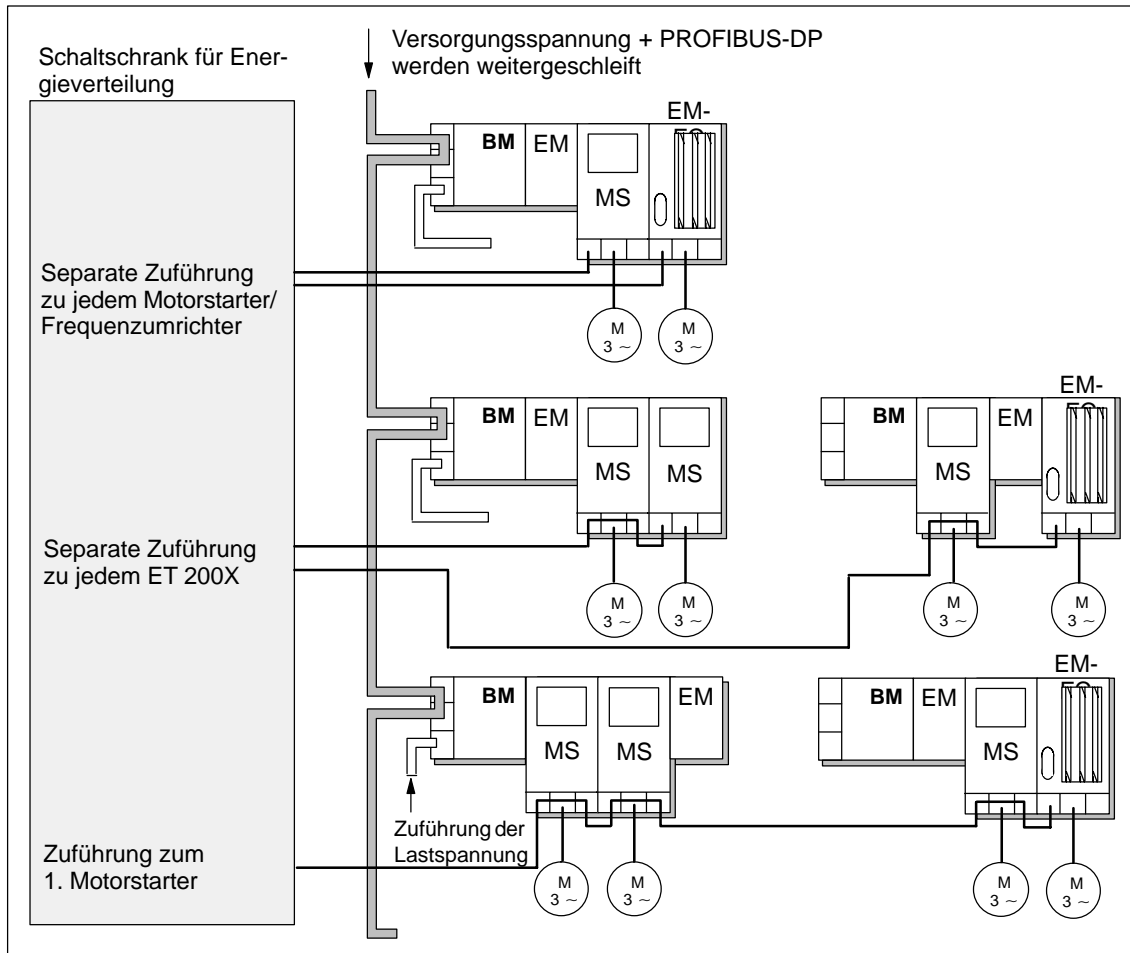 Schaltschrank für Ener-
gieverteilung
Versorgungsspannung + PROFIBUS-DP
werden weitergeschleift
EM-
BM
EM
MS
M
3 ~
M
3 ~
Separate Zuführung
zu jedem Motorstarter/
Frequenzumrichter
BM
EM
MS
MS
M
3 ~
M
3 ~
EM-
BM
MS
EM
M
3 ~
M
3 ~
Separate Zuführung
zu jedem ET 200X
BM
MS
MS
EM
M
3 ~
M
3 ~
EM-
BM
EM
MS
M
3 ~
M
3 ~
Zuführung der
Lastspannung
Zuführung zum
1. Motorstarter